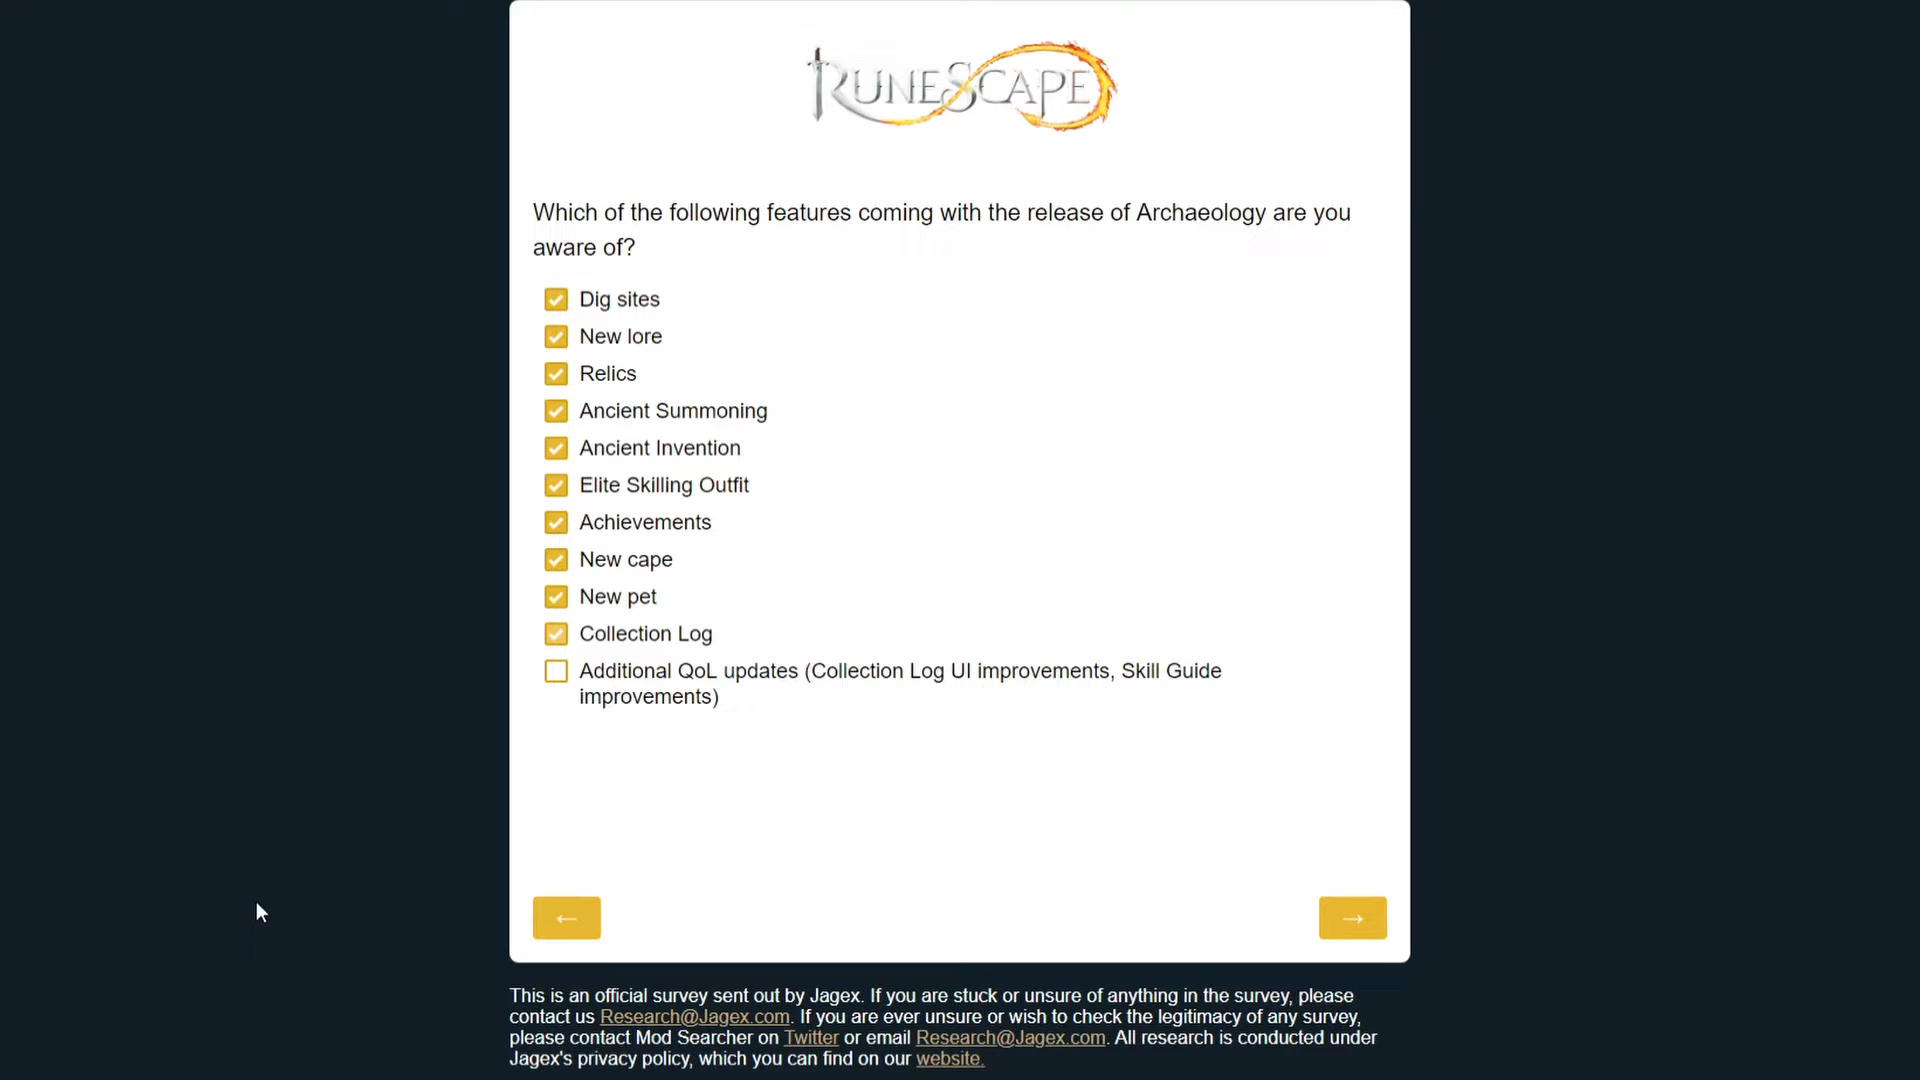 RUNESCAPE
Which of the following features coming with the release of Archaeology are you
aware of?
Dig sites
New lore
Relics
Ancient Summoning
Ancient Invention
Elite Skilling Outfit
Achievements
New cape
New pet
Collection Log
Additional QoL updates (Collection Log UI improvements, Skill Guide
improvements)
← →
This is an official survey sent out by Jagex. If you are stuck or unsure of anything in the survey, please
contact us Research@Jagex.com. If you are ever unsure or wish to check the legitimacy of any survey,
please contact Mod Searcher on Twitter or email Research@Jagex.com. All research is conducted under
Jagex's privacy policy, which you can find on our website.